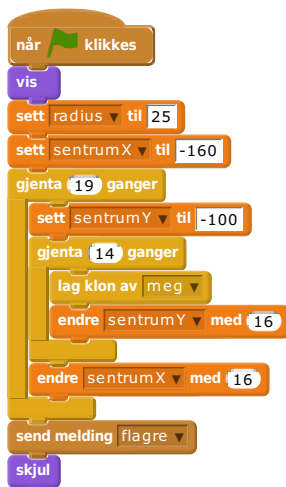 når klikkes
vis
sett radius til 25
sett sentrumX til -160
gjenta 19 ganger
sett sentrumY til -100
gjenta 14 ganger
lag klon av meg
endre sentrumY med 16
endre sentrumX med 16
send melding flagre
skjul